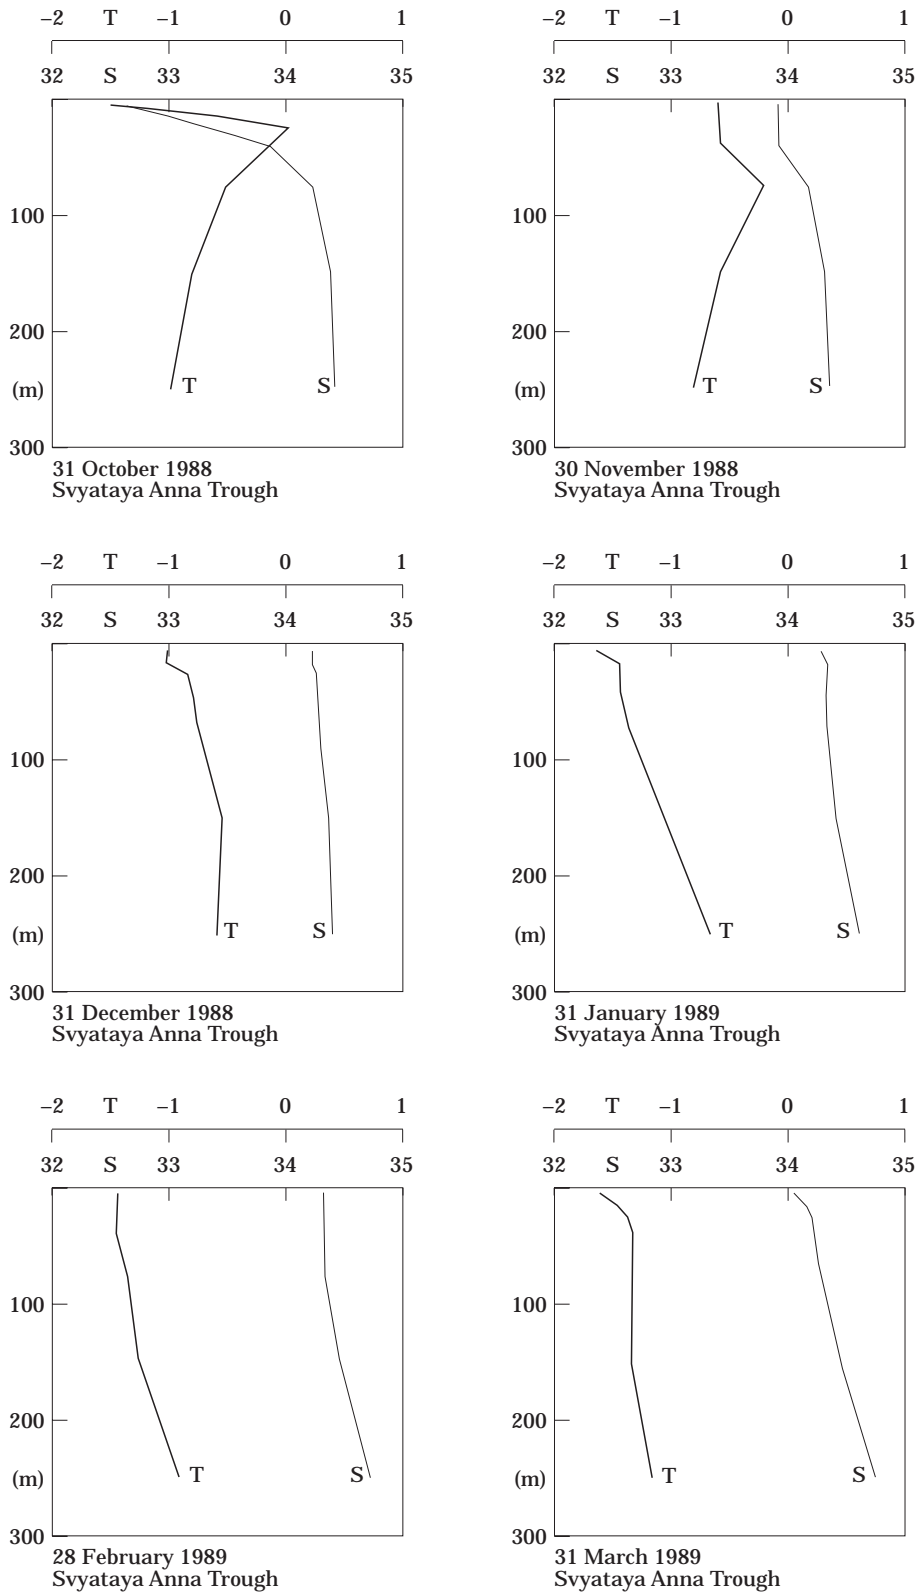 −2 T −1 0 1
32 S 33 34 35
100
200
(m)
300
T S
31 October 1988
Svyataya Anna Trough
−2 T −1 0 1
32 S 33 34 35
100
200
(m)
300
T S
30 November 1988
Svyataya Anna Trough
−2 T −1 0 1
32 S 33 34 35
100
200
(m)
300
T S
31 December 1988
Svyataya Anna Trough
−2 T −1 0 1
32 S 33 34 35
100
200
(m)
300
T S
31 January 1989
Svyataya Anna Trough
−2 T −1 0 1
32 S 33 34 35
100
200
(m)
300
T S
28 February 1989
Svyataya Anna Trough
−2 T −1 0 1
32 S 33 34 35
100
200
(m)
300
T S
31 March 1989
Svyataya Anna Trough